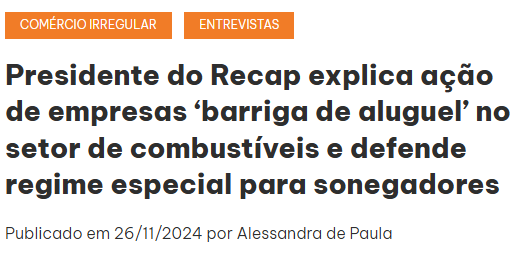 COMÉRCIO IRREGULAR ENTREVISTAS
Presidente do Recap explica ação
de empresas ‘barriga de aluguel’ no
setor de combustíveis e defende
regime especial para sonegadores
Publicado em 26/11/2024 por Alessandra de Paula